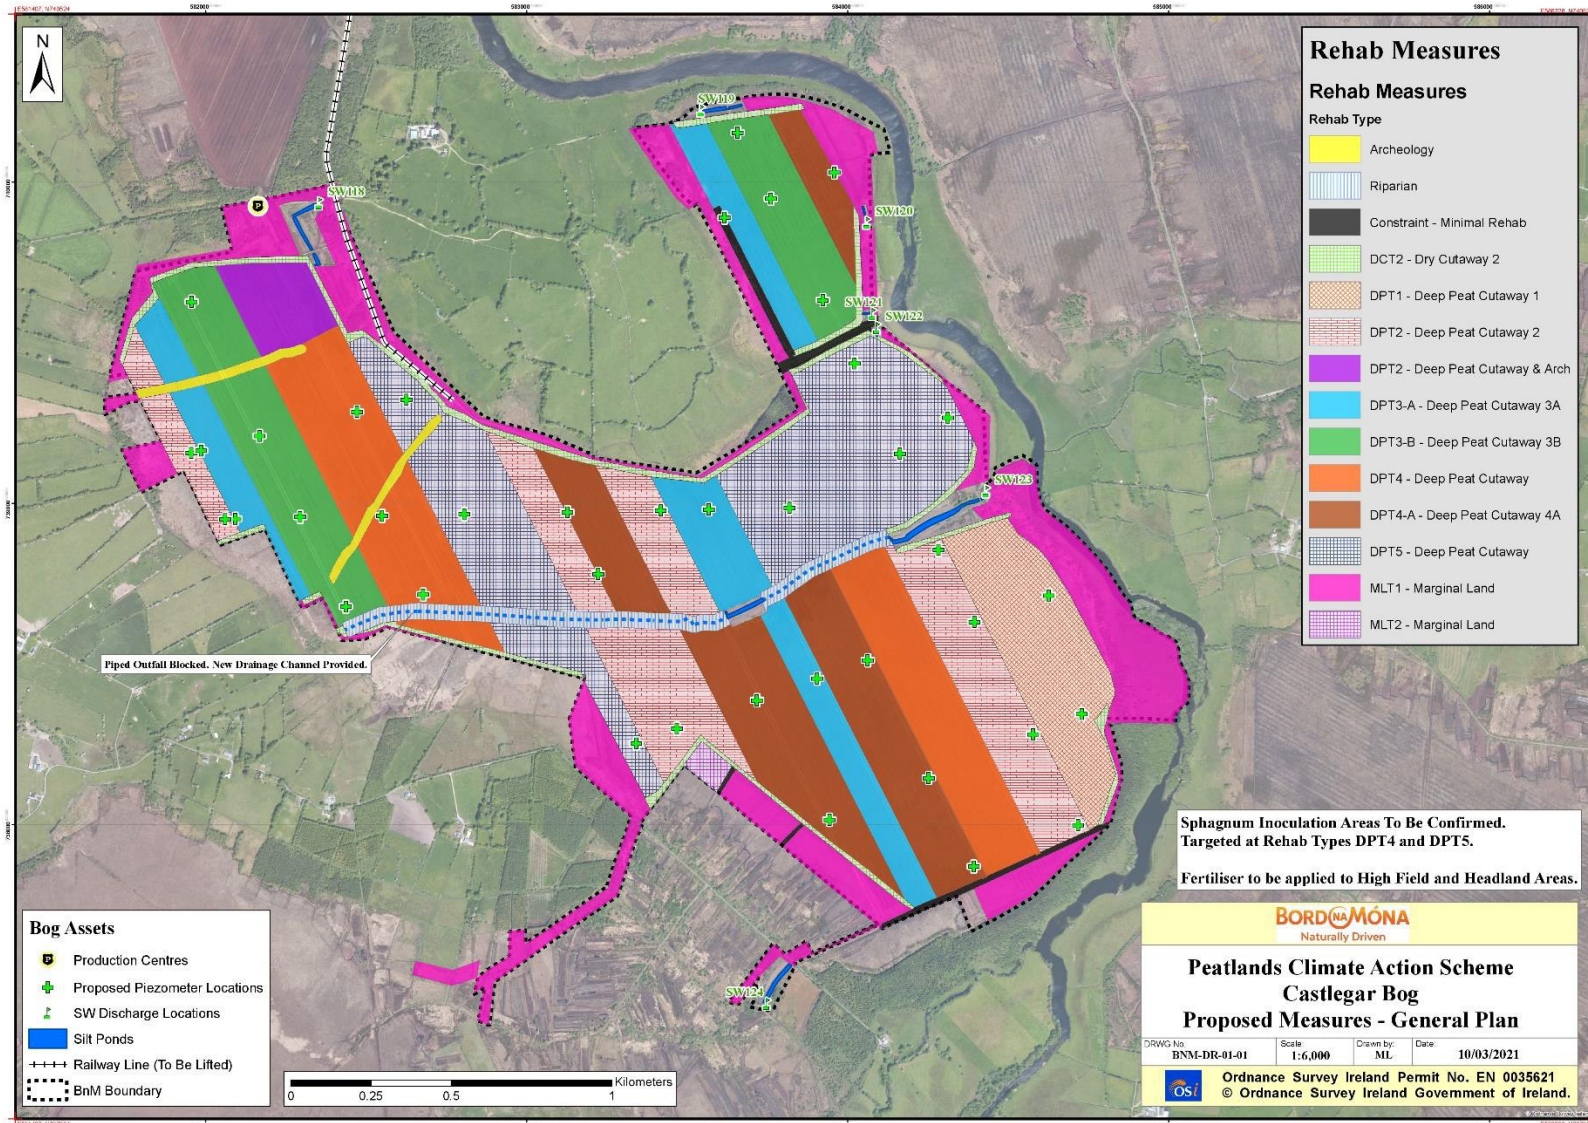 E581407, N740524
582000
583000
584000
585000
586000
N
Rehab Measures
Rehab Measures
Rehab Type
Archeology
Riparian
Constraint - Minimal Rehab
DCT2 - Dry Cutaway 2
DPT1 - Deep Peat Cutaway 1
DPT2 - Deep Peat Cutaway 2
DPT2 - Deep Peat Cutaway & Arch
DPT3-A - Deep Peat Cutaway 3A
DPT3-B - Deep Peat Cutaway 3B
DPT4 - Deep Peat Cutaway
DPT4-A - Deep Peat Cutaway 4A
DPT5 - Deep Peat Cutaway
MLT1 - Marginal Land
MLT2 - Marginal Land
SW119
SW118
P
SW120
SW121
SW122
SW123
Piped Outfall Blocked. New Drainage Channel Provided.
SW124
Sphagnum Inoculation Areas To Be Confirmed.
Targeted at Rehab Types DPT4 and DPT5.
Fertiliser to be applied to High Field and Headland Areas.
Bog Assets
P Production Centres
Proposed Piezometer Locations
SW Discharge Locations
Silt Ponds
Railway Line (To Be Lifted)
BnM Boundary
Kilometers
0 0.25 0.5 1
BORD NA MÓNA
Naturally Driven
Peatlands Climate Action Scheme
Castlegar Bog
Proposed Measures - General Plan
DRWG No: BNM-DR-01-01
Scale: 1:6,000
Drawn by: ML
Date: 10/03/2021
OSi
Ordnance Survey Ireland Permit No. EN 0035621
© Ordnance Survey Ireland Government of Ireland.